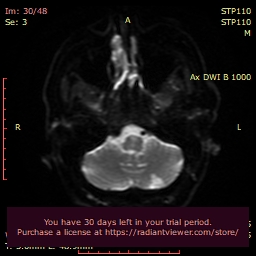 Im: 30/48
Se: 3
STP110
STP110
M
A
Ax DWI B 1000
R
L
You have 30 days left in your trial period.
Purchase a license at https://radiantviewer.com/store/